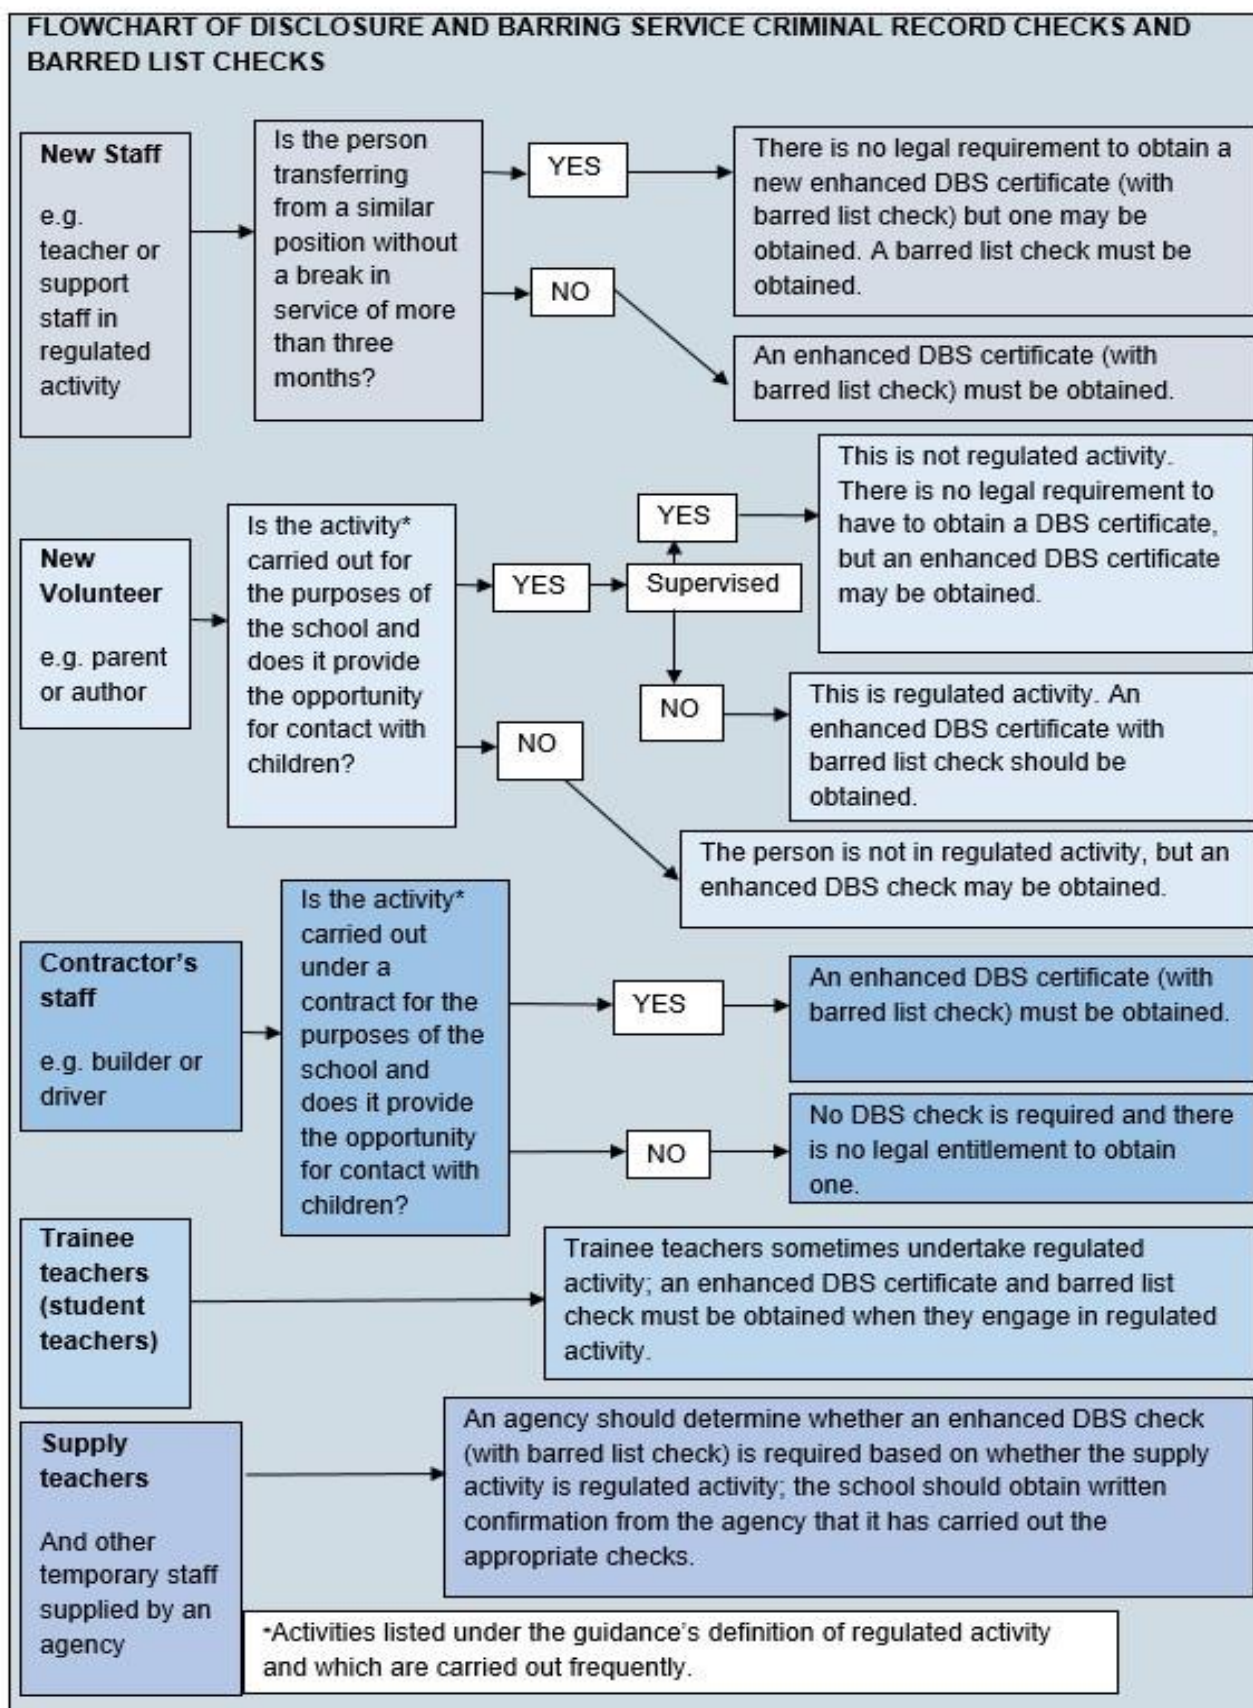 FLOWCHART OF DISCLOSURE AND BARRING SERVICE CRIMINAL RECORD CHECKS AND
BARRED LIST CHECKS
New Staff
e.g.
teacher or
support
staff in
regulated
activity
Is the person
transferring
from a similar
position without
a break in
service of more
than three
months?
YES
There is no legal requirement to obtain a
new enhanced DBS certificate (with
barred list check) but one may be
obtained. A barred list check must be
obtained.
NO
An enhanced DBS certificate (with
barred list check) must be obtained.
New
Volunteer
e.g. parent
or author
Is the activity*
carried out for
the purposes of
the school and
does it provide
the opportunity
for contact with
children?
YES
Supervised
YES
This is not regulated activity.
There is no legal requirement to
have to obtain a DBS certificate,
but an enhanced DBS certificate
may be obtained.
NO
This is regulated activity. An
enhanced DBS certificate with
barred list check should be
obtained.
NO
The person is not in regulated activity, but an
enhanced DBS check may be obtained.
Contractor’s
staff
e.g. builder or
driver
Is the activity*
carried out
under a
contract for the
purposes of the
school and
does it provide
the opportunity
for contact with
children?
YES
An enhanced DBS certificate (with
barred list check) must be obtained.
NO
No DBS check is required and there
is no legal entitlement to obtain
one.
Trainee
teachers
(student
teachers)
Trainee teachers sometimes undertake regulated
activity; an enhanced DBS certificate and barred list
check must be obtained when they engage in regulated
activity.
Supply
teachers
And other
temporary staff
supplied by an
agency
An agency should determine whether an enhanced DBS check
(with barred list check) is required based on whether the supply
activity is regulated activity; the school should obtain written
confirmation from the agency that it has carried out the
appropriate checks.
*Activities listed under the guidance’s definition of regulated activity
and which are carried out frequently.